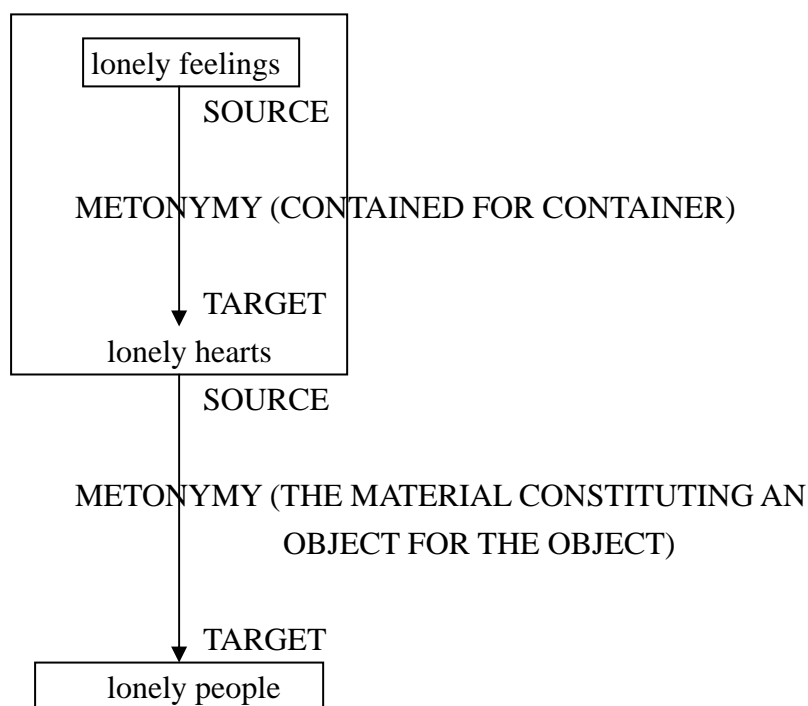 lonely feelings
SOURCE
METONYMY (CONTAINED FOR CONTAINER)
TARGET
lonely hearts
SOURCE
METONYMY (THE MATERIAL CONSTITUTING AN
OBJECT FOR THE OBJECT)
TARGET
lonely people